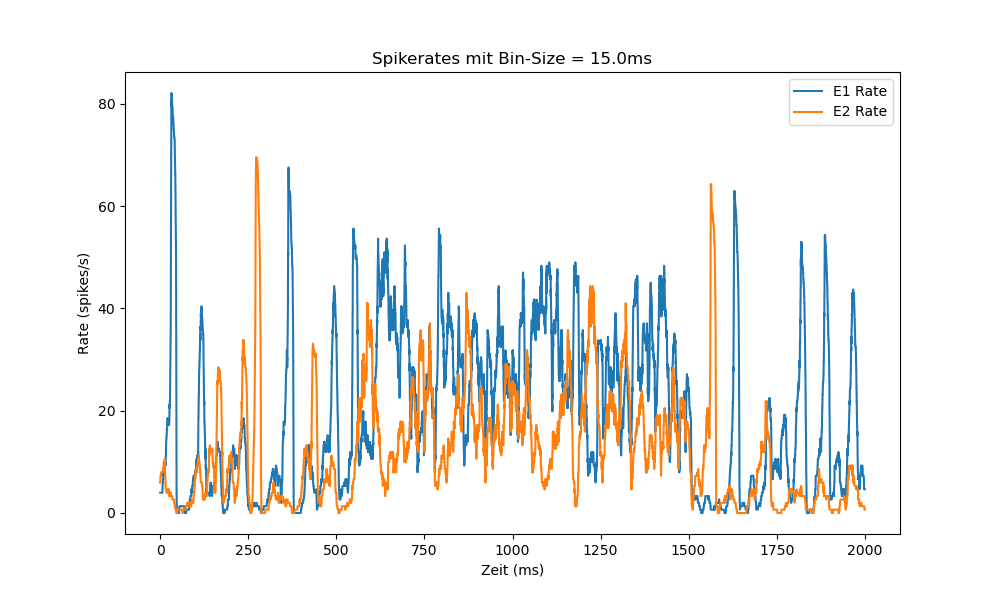 Spikerates mit Bin-Size = 15.0ms
E1 Rate
E2 Rate
80
60
40
20
0
Rate (spikes/s)
0 250 500 750 1000 1250 1500 1750 2000
Zeit (ms)